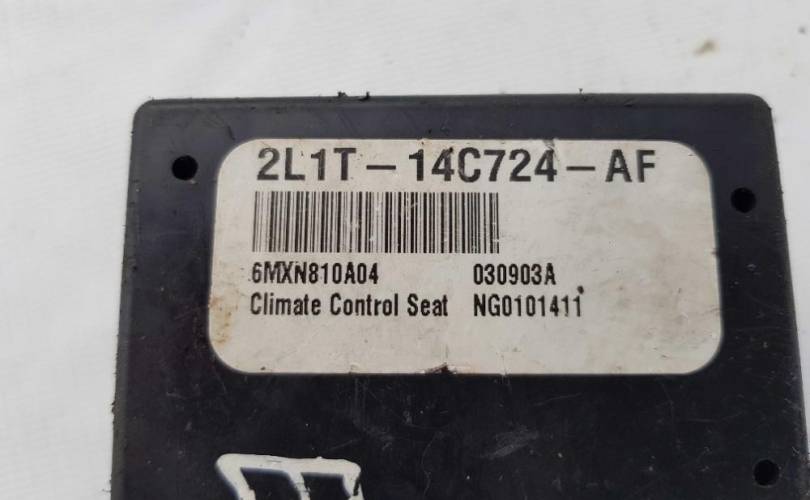 2L1T-14C724-AF
6MXN810A04 030903A
Climate Control Seat NG0101411